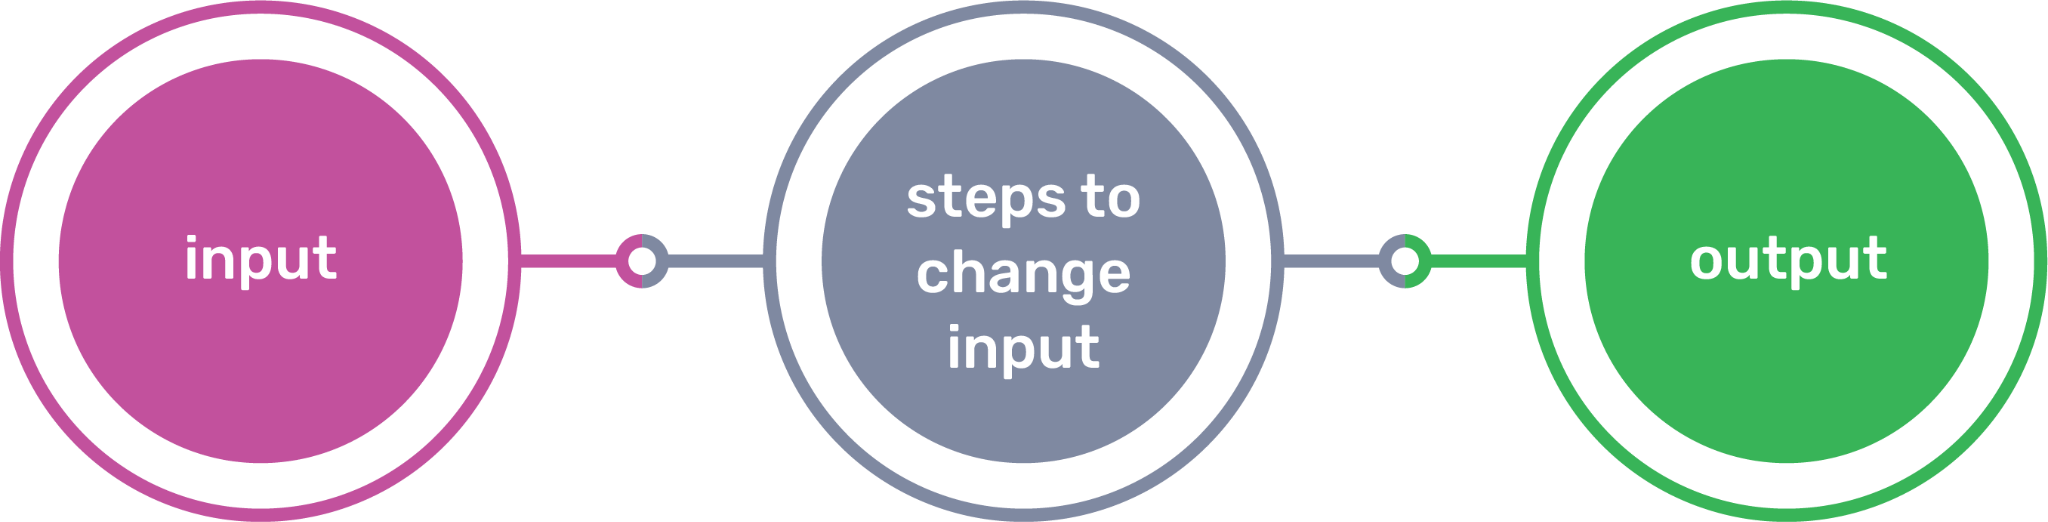 input
steps to
change
input
output